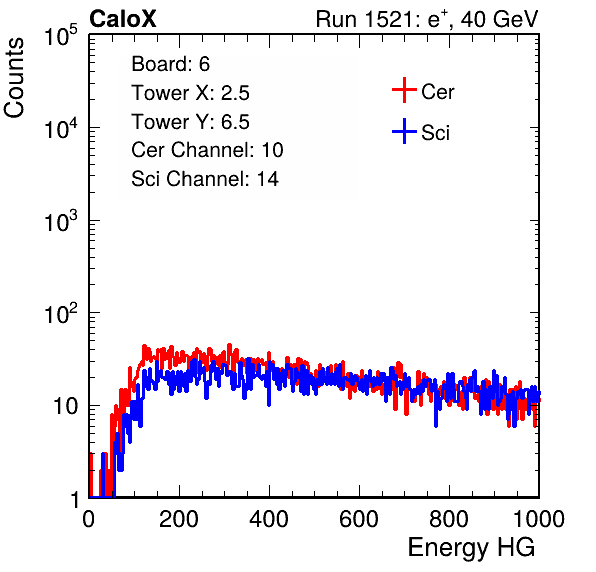 CaloX Run 1521: e⁺, 40 GeV
Counts
10⁵
10⁴
10³
10²
10
1
Board: 6
Tower X: 2.5
Tower Y: 6.5
Cer Channel: 10
Sci Channel: 14
Cer
Sci
0 200 400 600 800 1000
Energy HG